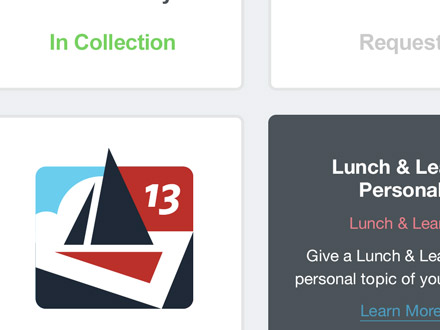 In Collection
Request
13
Lunch & Lea
Personal
Lunch & Lear
Give a Lunch & Lea
personal topic of you
Learn More